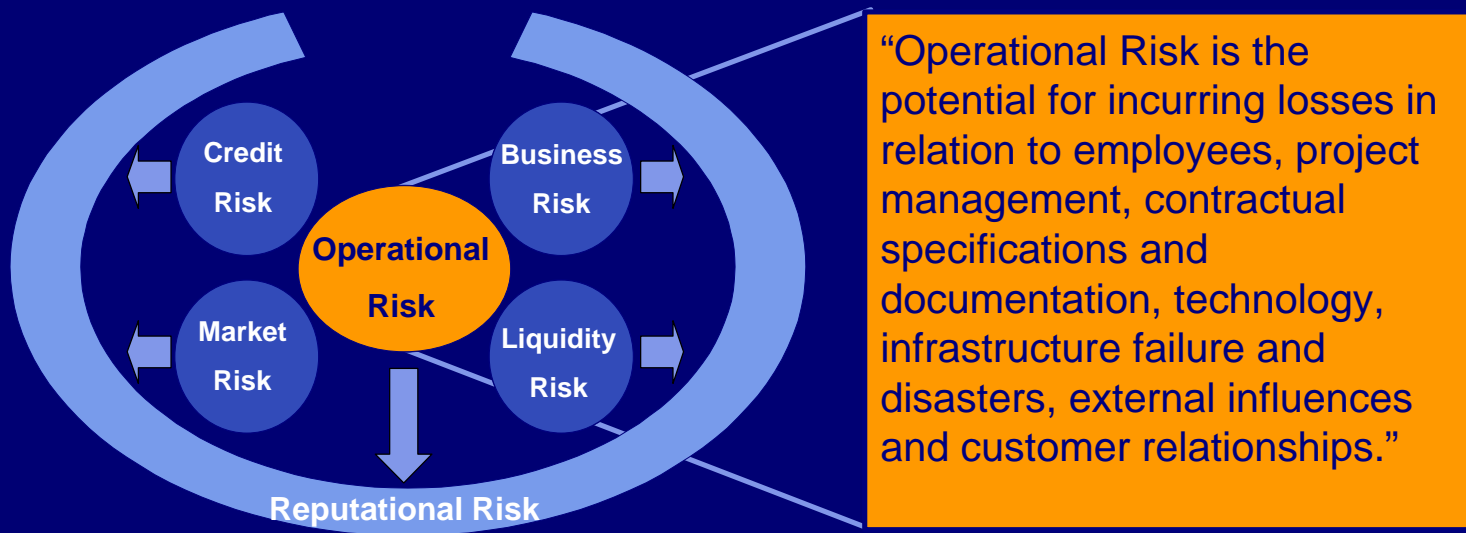 Credit
Risk
Business
Risk
Operational
Risk
Market
Risk
Liquidity
Risk
Reputational Risk
“Operational Risk is the
potential for incurring losses in
relation to employees, project
management, contractual
specifications and
documentation, technology,
infrastructure failure and
disasters, external influences
and customer relationships.”